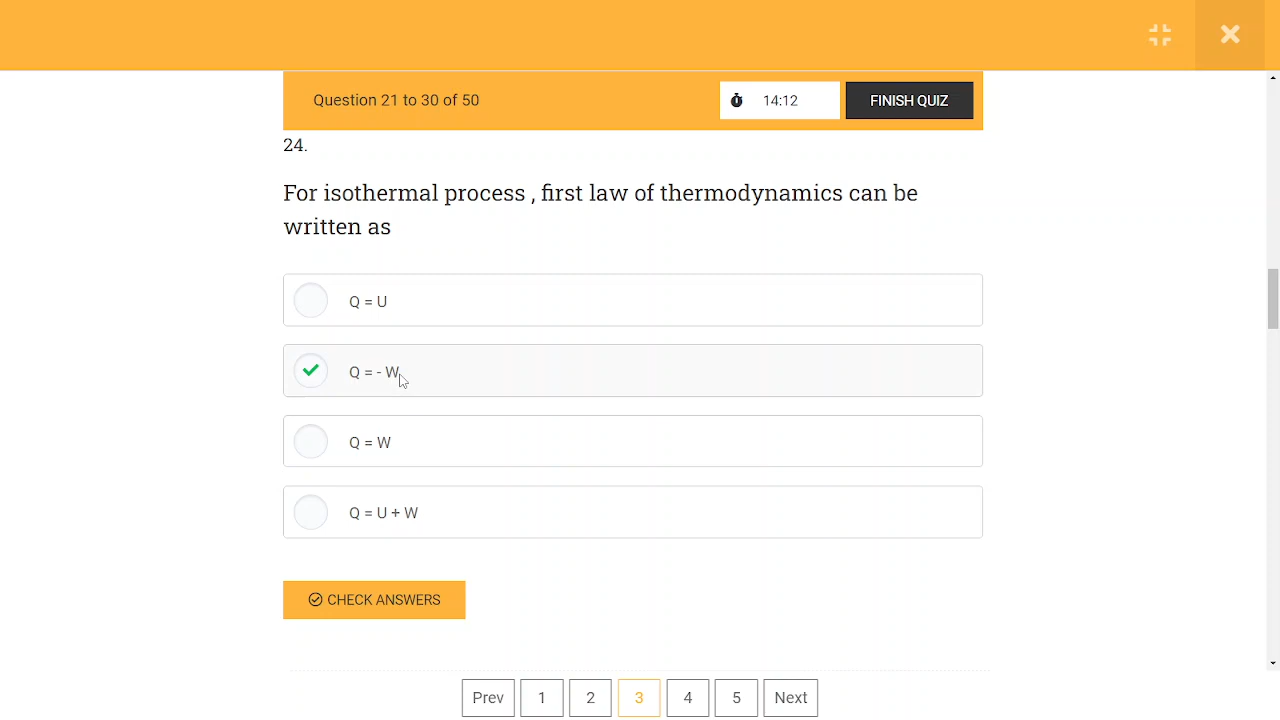 Question 21 to 30 of 50
14:12
FINISH QUIZ
24.
For isothermal process , first law of thermodynamics can be
written as
Q = U
Q = - W
Q = W
Q = U + W
CHECK ANSWERS
Prev 1 2 3 4 5 Next